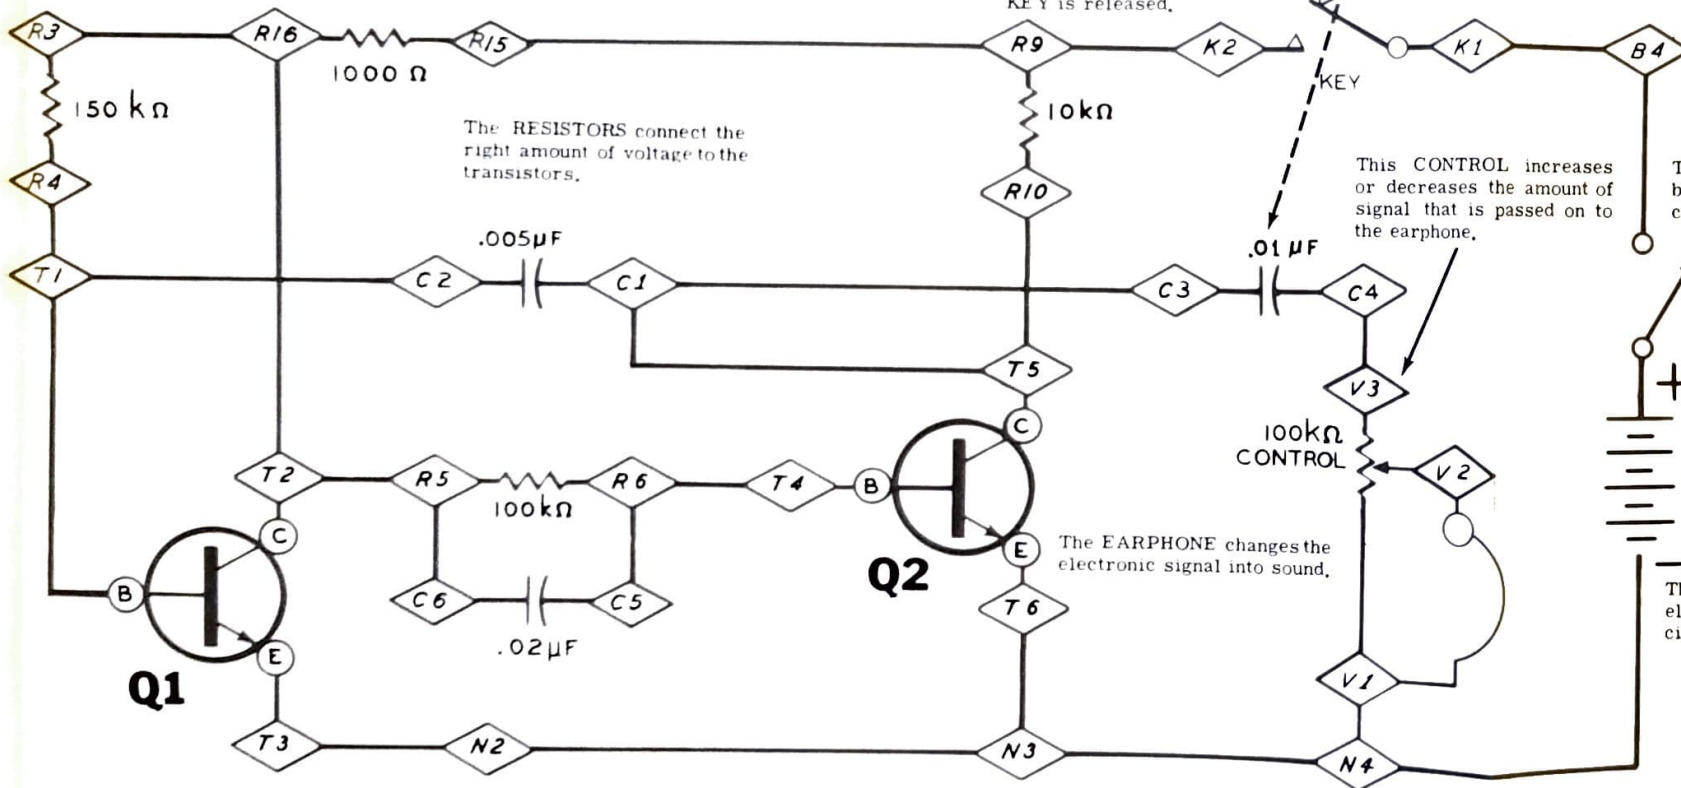 KEY is released.
R3
R16
R15
R9
K2
K1
B4
1000 Ω
KEY
150 kΩ
10kΩ
The RESISTORS connect the
right amount of voltage to the
transistors.
This CONTROL increases
or decreases the amount of
signal that is passed on to
the earphone.
R4
R10
.005μF
.01 μF
T1
C2
C1
C3
C4
T5
V3
+
C
100kΩ
CONTROL
T2
R5
R6
T4
B
V2
100kΩ
C
E
The EARPHONE changes the
electronic signal into sound.
Q2
B
C6
C5
T6
.02μF
E
Q1
V1
T3
N2
N3
N4